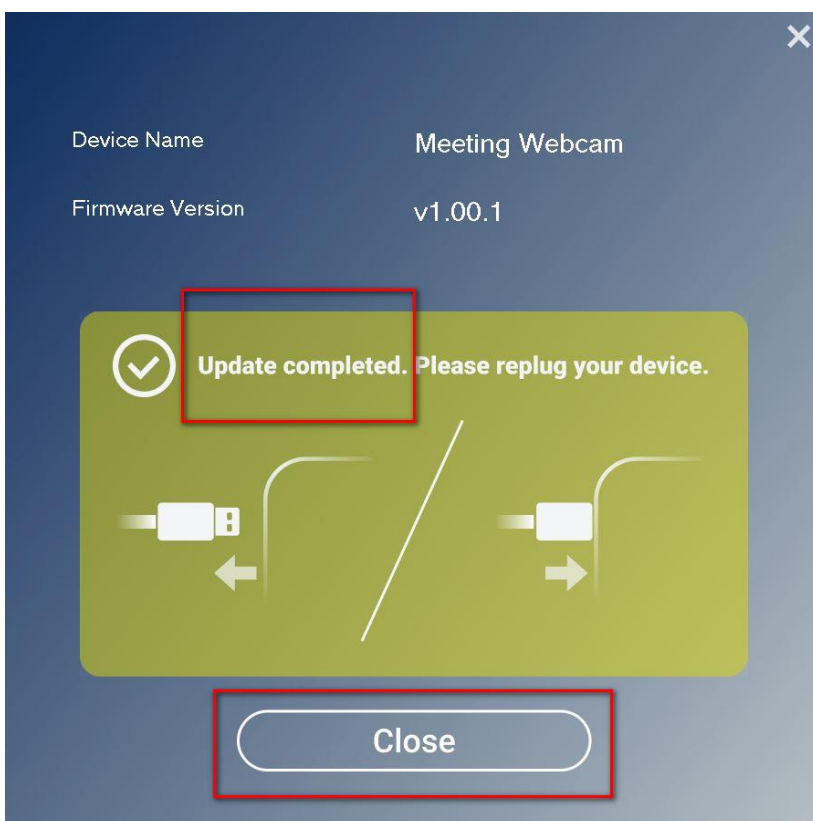 Device Name Meeting Webcam
Firmware Version v1.00.1
Update completed. Please replug your device.
Close